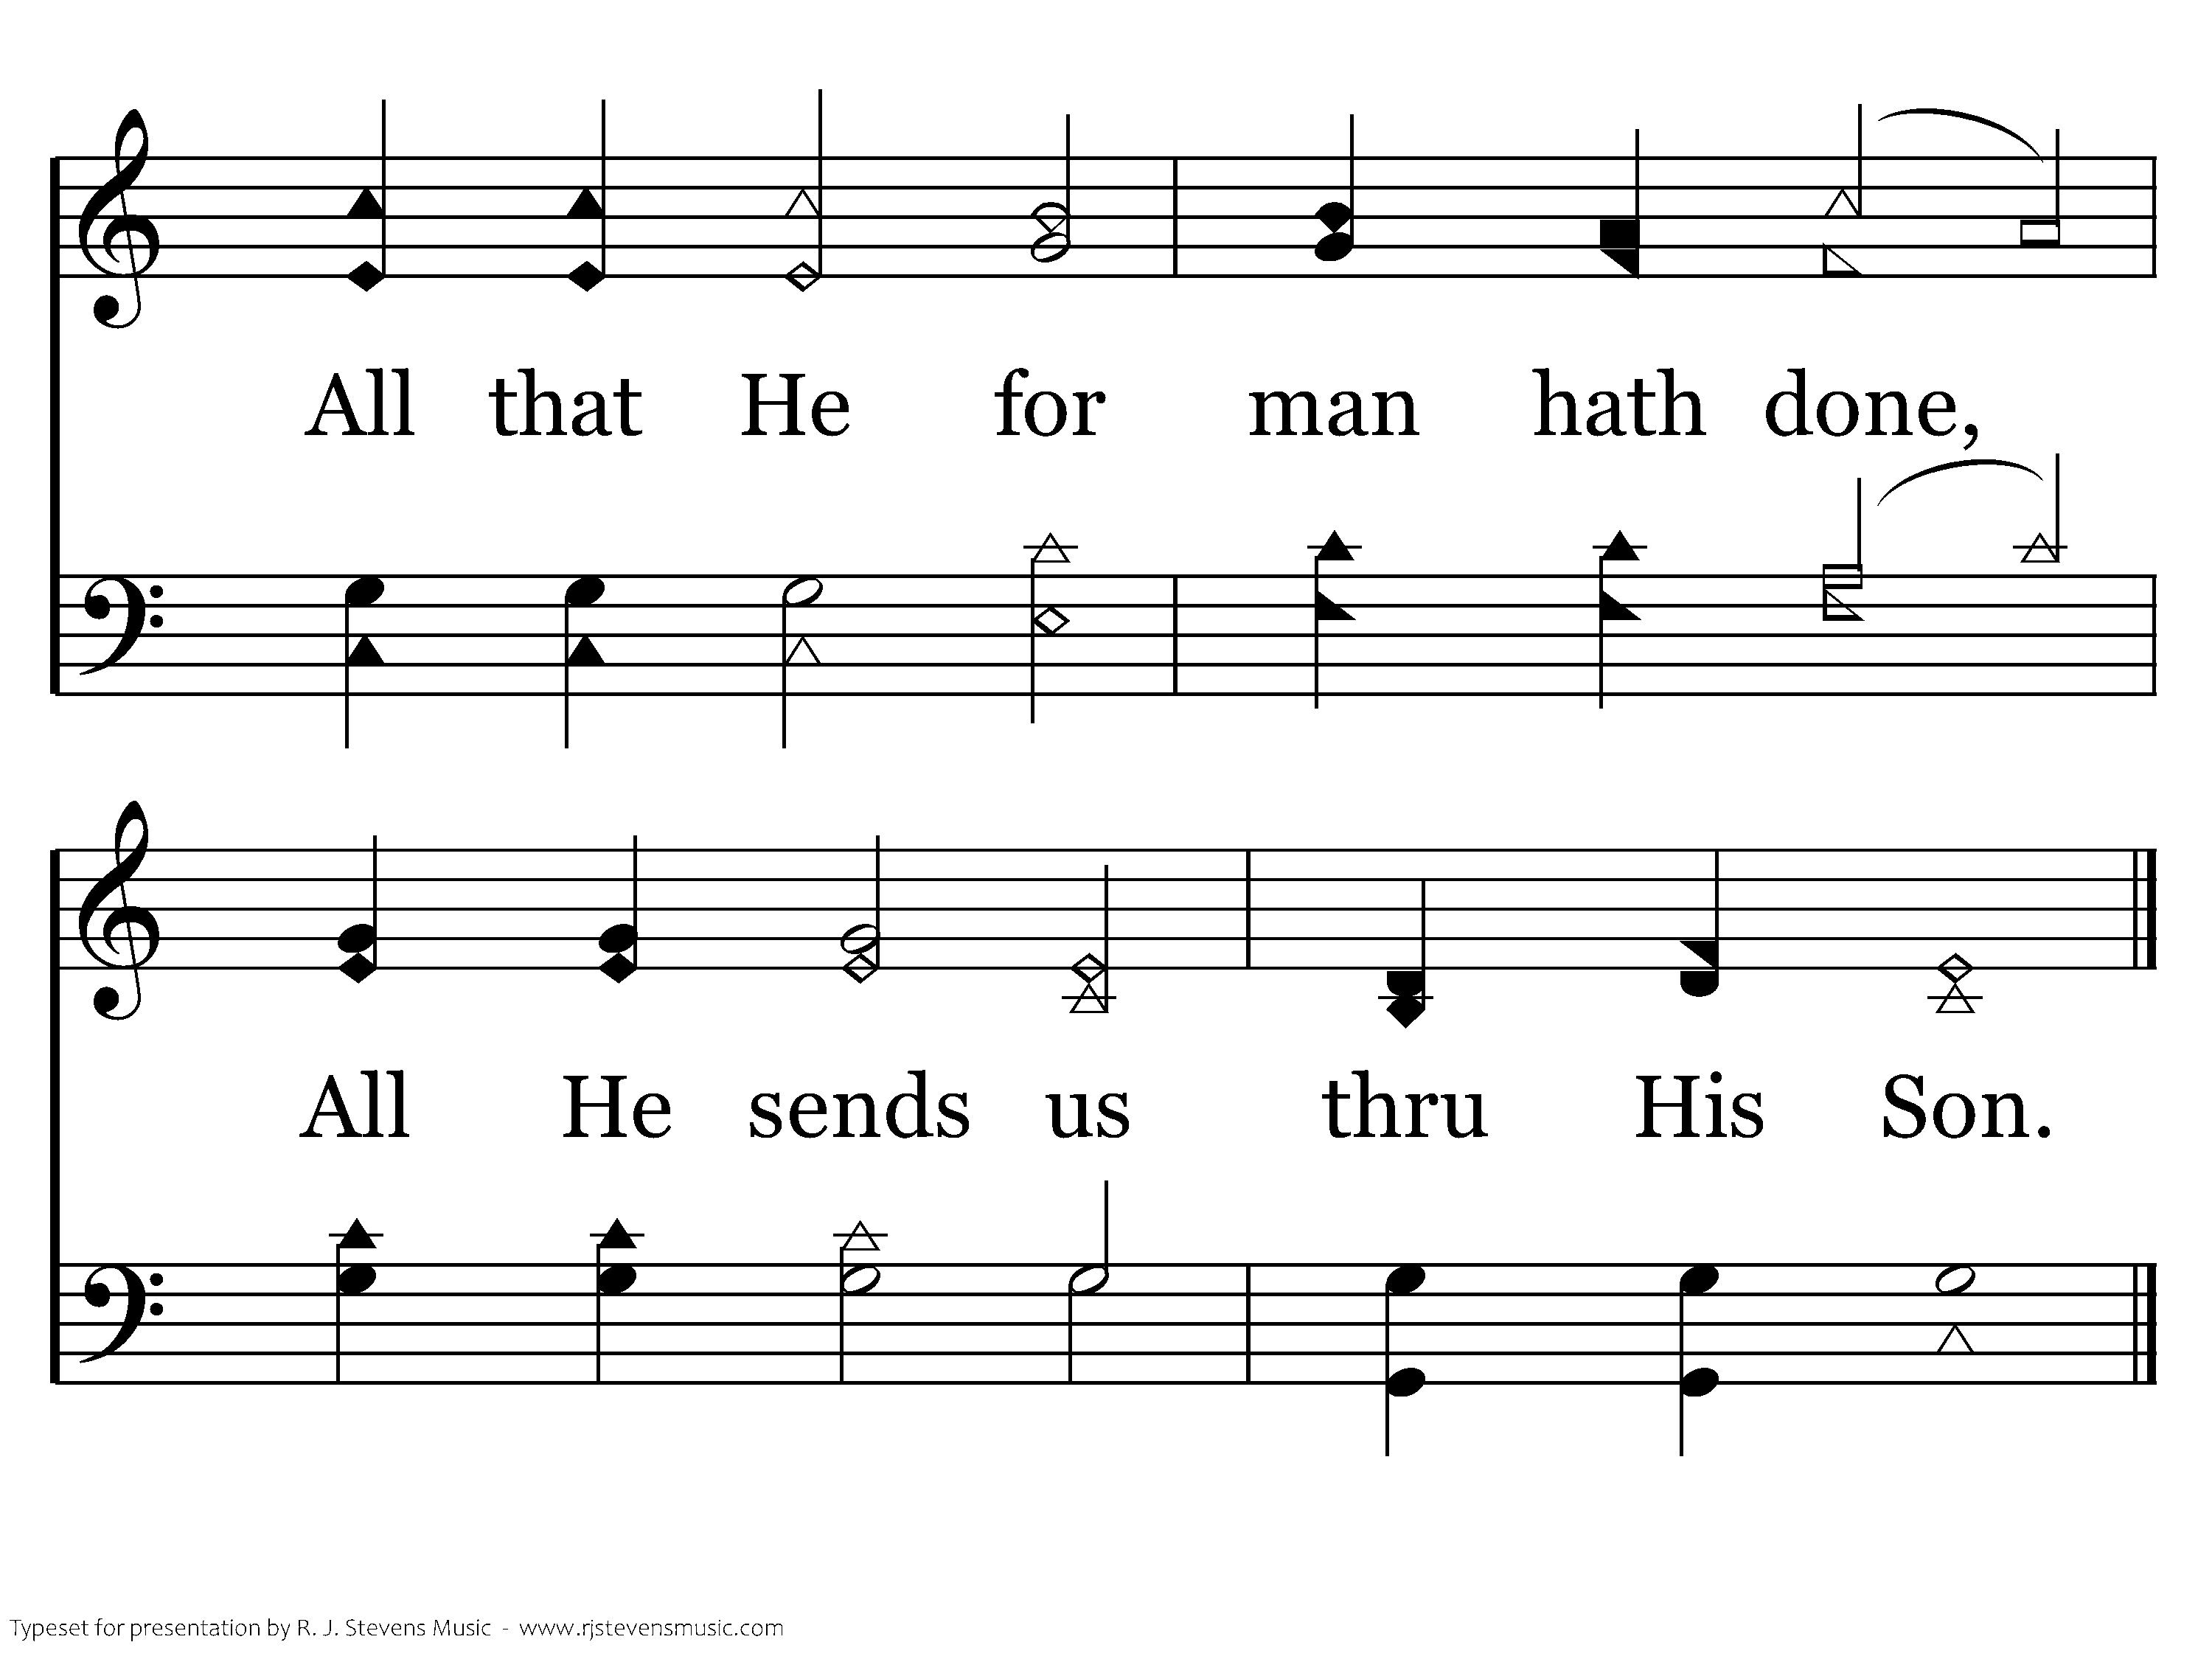 All that He for man hath done,
All He sends us thru His Son.
Typeset for presentation by R. J. Stevens Music - www.rjstevensmusic.com